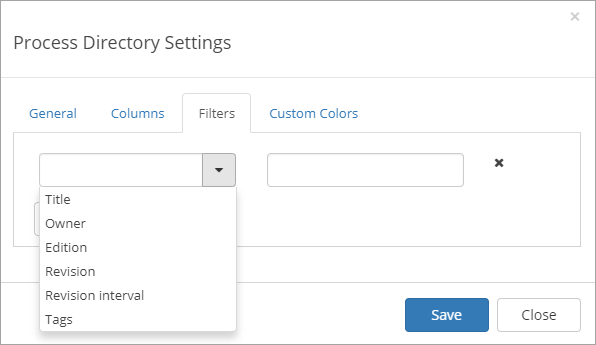 Process Directory Settings
General Columns Filters Custom Colors
Title
Owner
Edition
Revision
Revision interval
Tags
Save Close